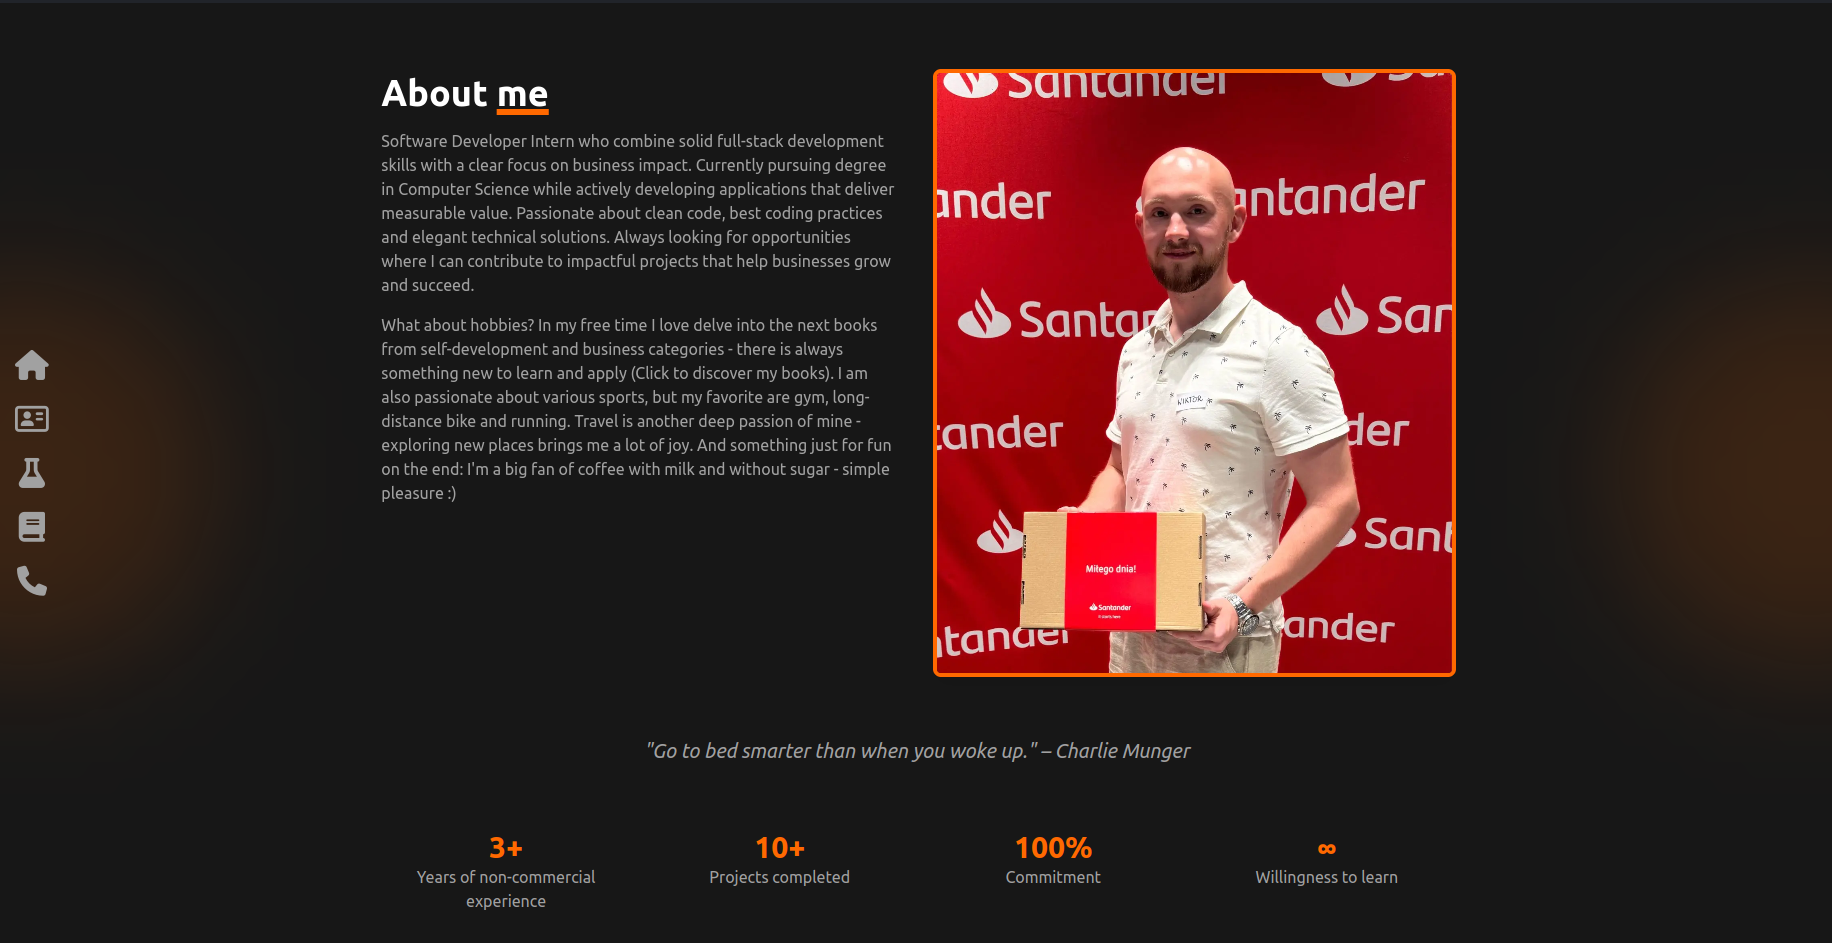 About me
Software Developer Intern who combine solid full-stack development
skills with a clear focus on business impact. Currently pursuing degree
in Computer Science while actively developing applications that deliver
measurable value. Passionate about clean code, best coding practices
and elegant technical solutions. Always looking for opportunities
where I can contribute to impactful projects that help businesses grow
and succeed.
What about hobbies? In my free time I love delve into the next books
from self-development and business categories - there is always
something new to learn and apply (Click to discover my books). I am
also passionate about various sports, but my favorite are gym, long-
distance bike and running. Travel is another deep passion of mine -
exploring new places brings me a lot of joy. And something just for fun
on the end: I'm a big fan of coffee with milk and without sugar - simple
pleasure :)
Santander
Sa
ander
antander
Santan
San
WIKTOR
tander
der
Sant
Miłego dnia!
Santander
It starts here
ntander
ander
"Go to bed smarter than when you woke up." – Charlie Munger
3+
Years of non-commercial
experience
10+
Projects completed
100%
Commitment
∞
Willingness to learn